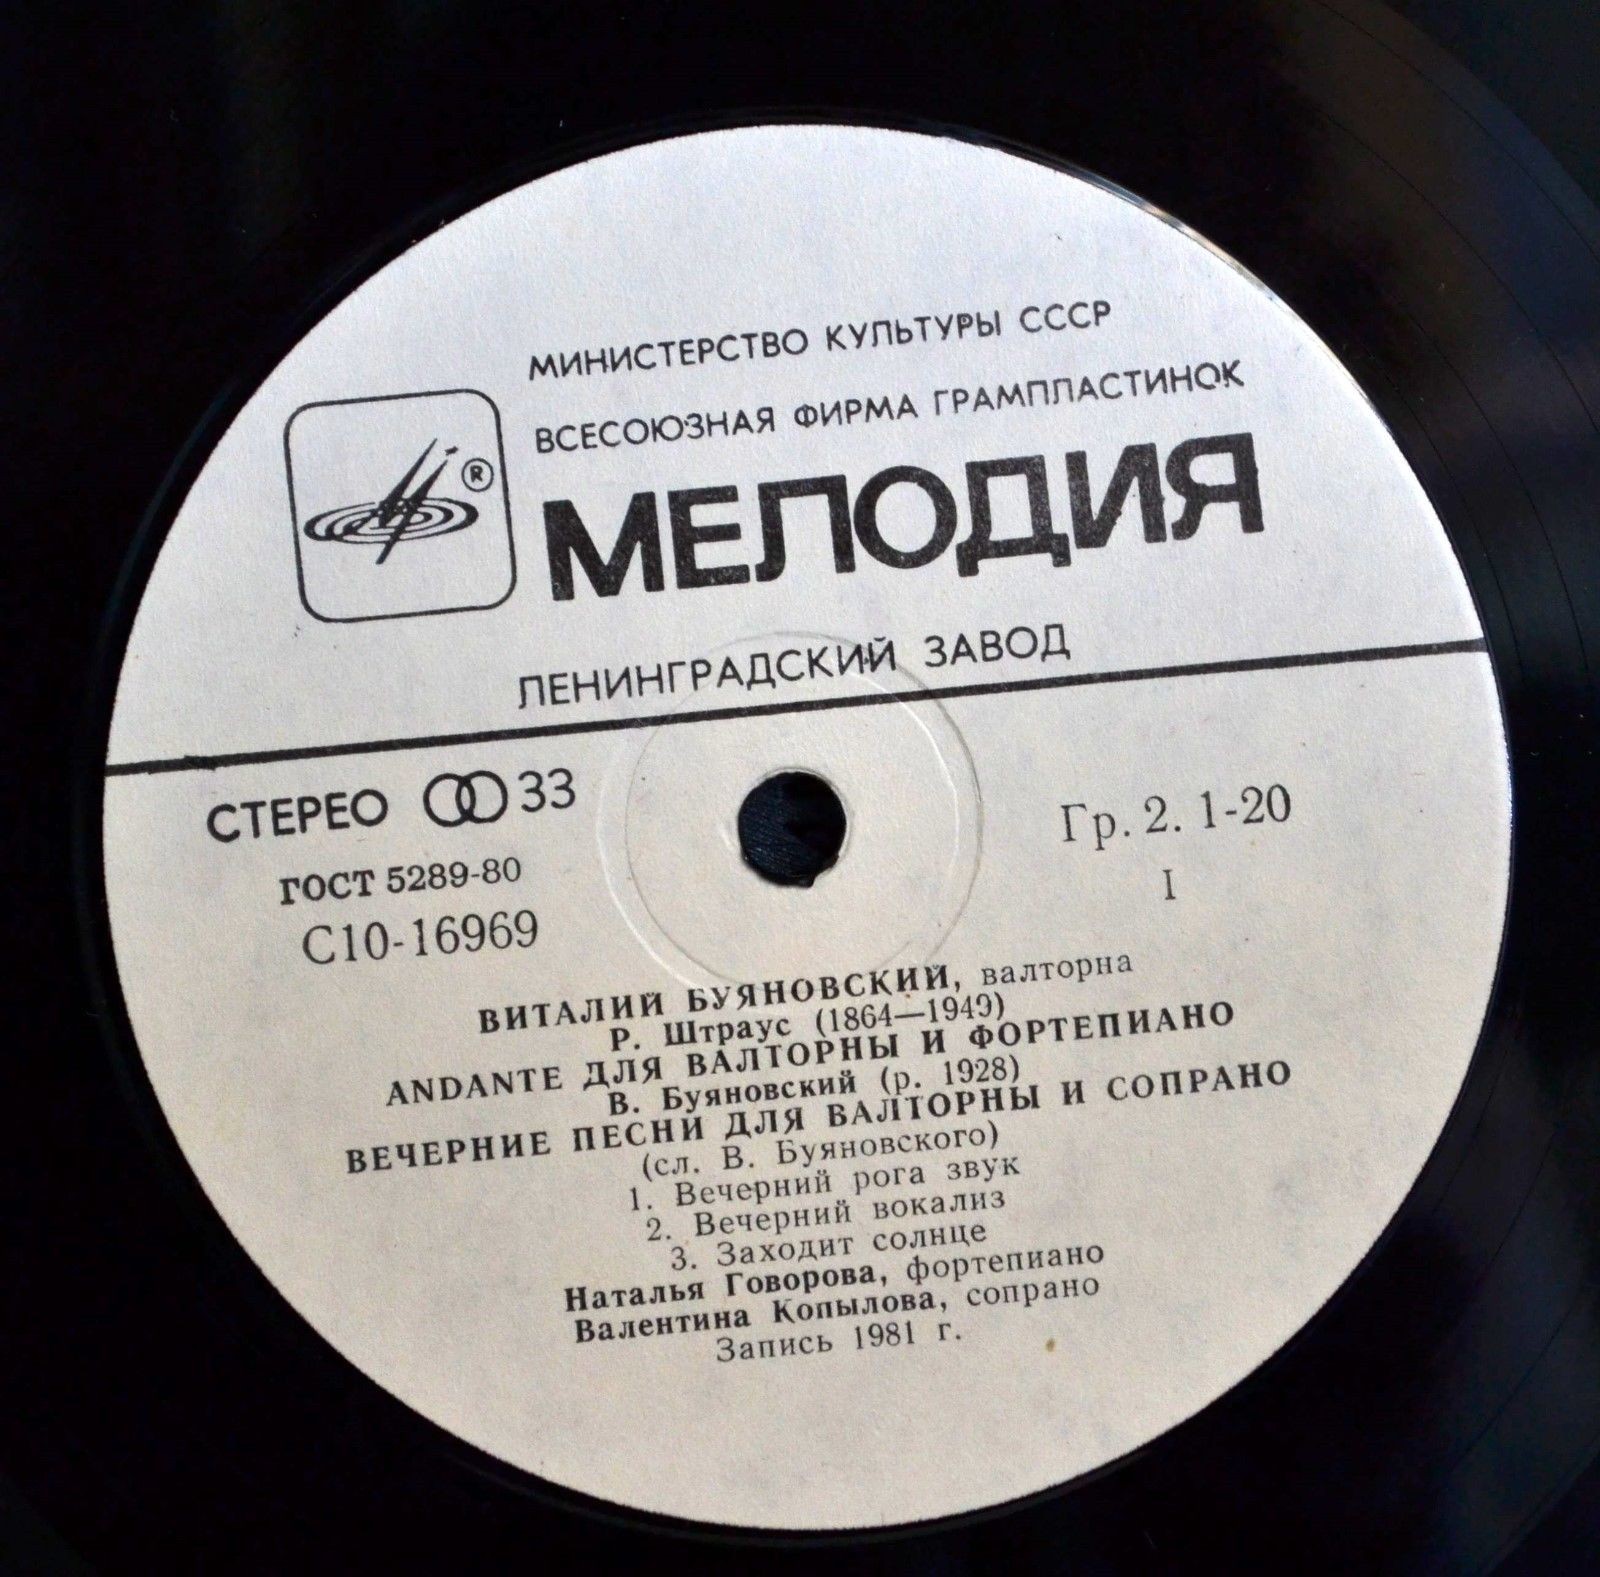 МИНИСТЕРСТВО КУЛЬТУРЫ СССР
ВСЕСОЮЗНАЯ ФИРМА ГРАМПЛАСТИНОК
®
МЕЛОДИЯ
ЛЕНИНГРАДСКИЙ ЗАВОД
СТЕРЕО 33
Гр. 2. 1-20
ГОСТ 5289-80
I
С10-16969
ВИТАЛИЙ БУЯНОВСКИЙ, валторна
Р. Штраус (1864—1949)
ANDANTE ДЛЯ ВАЛТОРНЫ И ФОРТЕПИАНО
В. Буяновский (р. 1928)
ВЕЧЕРНИЕ ПЕСНИ ДЛЯ ВАЛТОРНЫ И СОПРАНО
(сл. В. Буяновского)
1. Вечерний рога звук
2. Вечерний вокализ
3. Заходит солнце
Наталья Говорова, фортепиано
Валентина Копылова, сопрано
Запись 1981 г.